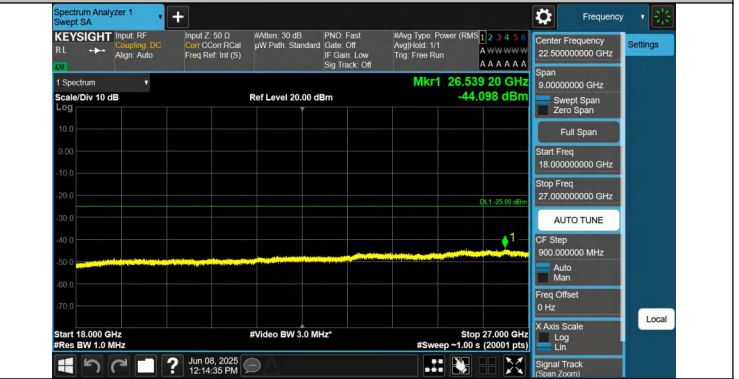 Spectrum Analyzer 1
Swept SA
+
Frequency
KEYSIGHT
RL
Input: RF
Coupling: DC
Align: Auto
Input Z: 50 Ω
Corr CCorr RCal
Freq Ref: Int (S)
#Atten: 30 dB
µW Path: Standard
PNO: Fast
Gate: Off
IF Gain: Low
Sig Track: Off
#Avg Type: Power (RMS
Avg|Hold: 1/1
Trig: Free Run
1 2 3 4 5 6
A W W W W W
A A A A A A
LXI
1 Spectrum
Scale/Div 10 dB
Log
Ref Level 20.00 dBm
Mkr1 26.539 20 GHz
-44.098 dBm
10.0
0.00
-10.0
-20.0
-30.0
-40.0
-50.0
-60.0
-70.0
DL1 -25.00 dBm
1
Start 18.000 GHz
#Res BW 1.0 MHz
#Video BW 3.0 MHz*
Stop 27.000 GHz
#Sweep ~1.00 s (20001 pts)
Center Frequency
22.500000000 GHz
Span
9.00000000 GHz
Swept Span
Zero Span
Full Span
Start Freq
18.000000000 GHz
Stop Freq
27.000000000 GHz
AUTO TUNE
CF Step
900.000000 MHz
Auto
Man
Freq Offset
0 Hz
X Axis Scale
Log
Lin
Signal Track
(Span Zoom)
Settings
Local
?
Jun 08, 2025
12:14:35 PM